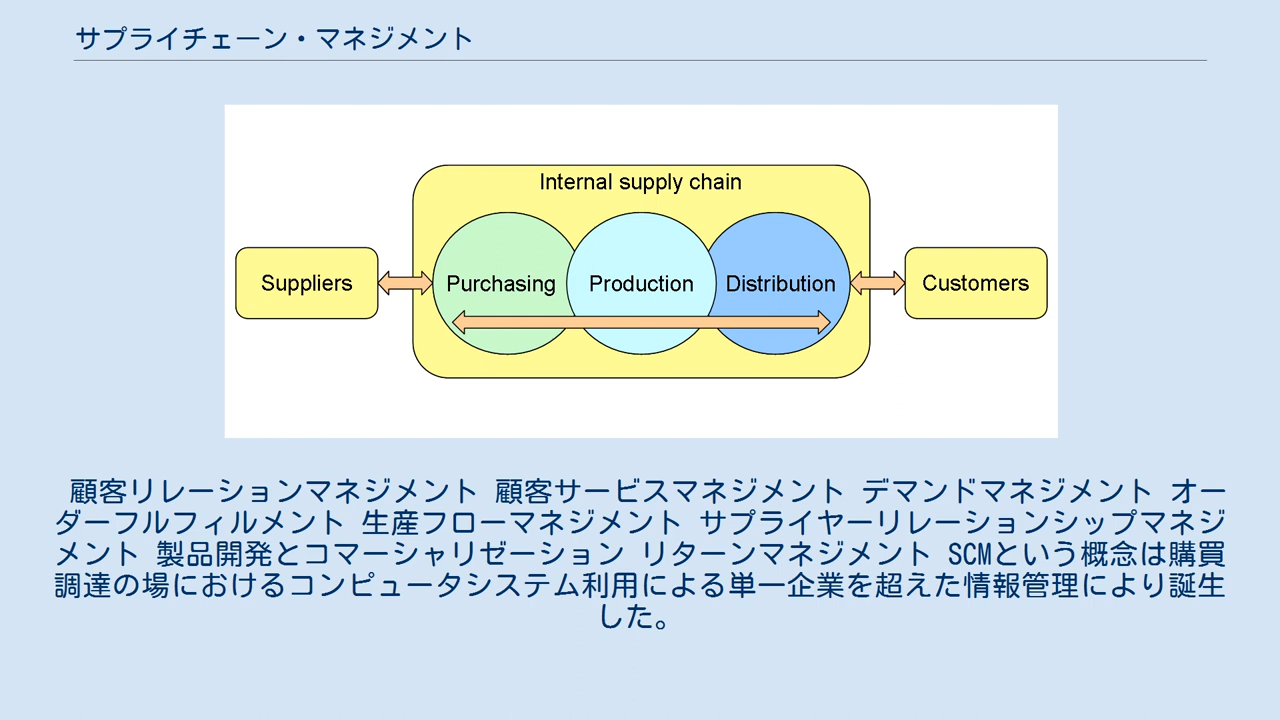 サプライチェーン・マネジメント
Internal supply chain
Suppliers
Purchasing
Production
Distribution
Customers
顧客リレーションマネジメント 顧客サービスマネジメント デマンドマネジメント オー
ダーフルフィルメント 生産フローマネジメント サプライヤーリレーションシップマネジ
メント 製品開発とコマーシャリゼーション リターンマネジメント SCMという概念は購買
調達の場におけるコンピュータシステム利用による単一企業を超えた情報管理により誕生
した。